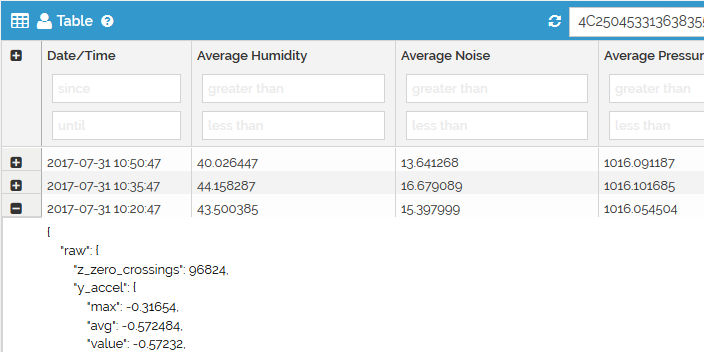 Table 4C25045331363835
Date/Time Average Humidity Average Noise Average Pressur
since greater than greater than greater than
until less than less than less than
2017-07-31 10:50:47 40.026447 13.641268 1016.091187
2017-07-31 10:35:47 44.158287 16.679089 1016.101685
2017-07-31 10:20:47 43.500385 15.397999 1016.054504
{
"raw": {
"z_zero_crossings": 96824,
"y_accel": {
"max": -0.31654,
"avg": -0.572484,
"value": -0.57232,